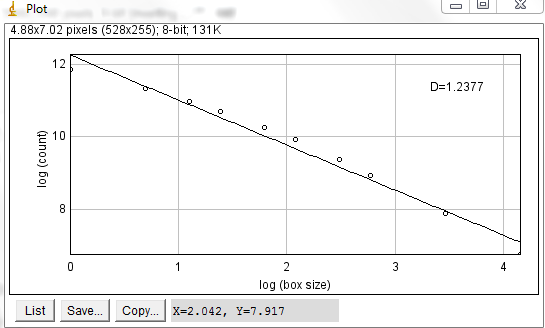 Plot
4.88x7.02 pixels (528x255); 8-bit; 131K
12
D=1.2377
10
log (count)
8
0
1
2
3
4
log (box size)
List
Save...
Copy...
X=2.042, Y=7.917